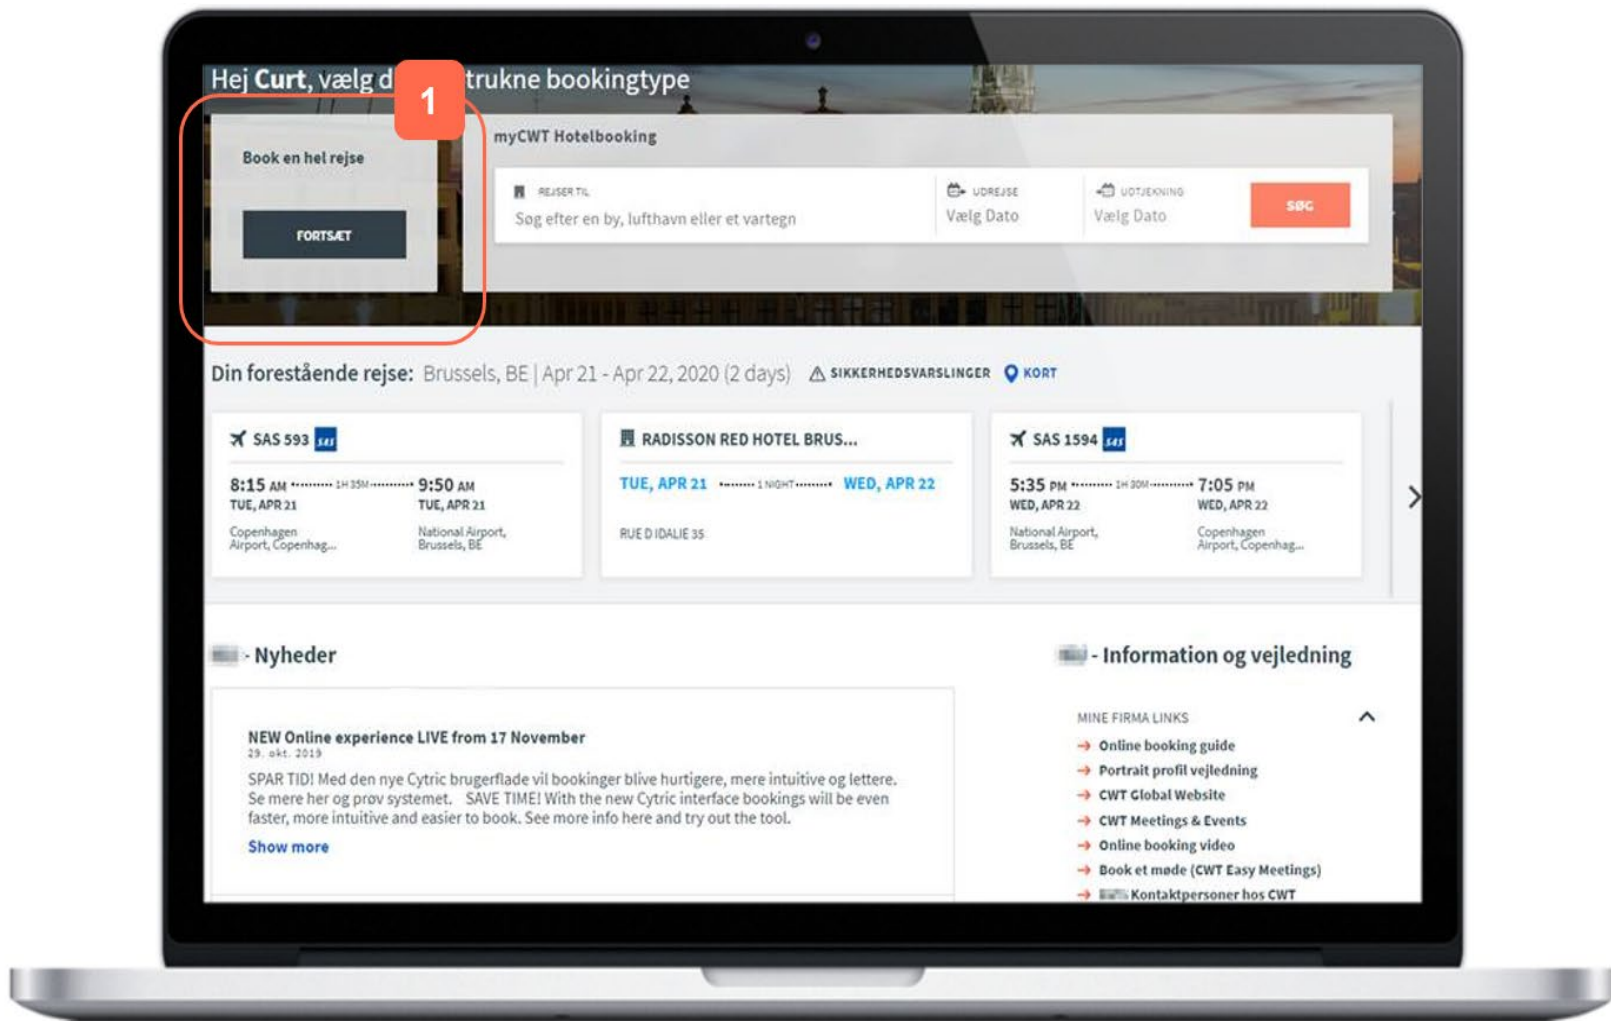 Hej Curt, vælg d
1
trukne bookingtype
Book en hel rejse
FORTSÆT
myCWT Hotelbooking
REJSER TIL
Søg efter en by, lufthavn eller et vartegn
UDREJSE
Vælg Dato
UDTJEKNING
Vælg Dato
SØG
Din forestående rejse: Brussels, BE | Apr 21 - Apr 22, 2020 (2 days) SIKKERHEDSVARSLINGER KORT
SAS 593 SAS
8:15 AM 1H 35M 9:50 AM
TUE, APR 21 TUE, APR 21
Copenhagen National Airport,
Airport, Copenhag... Brussels, BE
RADISSON RED HOTEL BRUS...
TUE, APR 21 1 NIGHT WED, APR 22
RUE D IDALIE 35
SAS 1594 SAS
5:35 PM 1H 30M 7:05 PM
WED, APR 22 WED, APR 22
National Airport, Copenhagen
Brussels, BE Airport, Copenhag...
- Nyheder
NEW Online experience LIVE from 17 November
29. okt. 2019
SPAR TID! Med den nye Cytric brugerflade vil bookinger blive hurtigere, mere intuitive og lettere.
Se mere her og prøv systemet. SAVE TIME! With the new Cytric interface bookings will be even
faster, more intuitive and easier to book. See more info here and try out the tool.
Show more
- Information og vejledning
MINE FIRMA LINKS
Online booking guide
Portrait profil vejledning
CWT Global Website
CWT Meetings & Events
Online booking video
Book et møde (CWT Easy Meetings)
Kontaktpersoner hos CWT